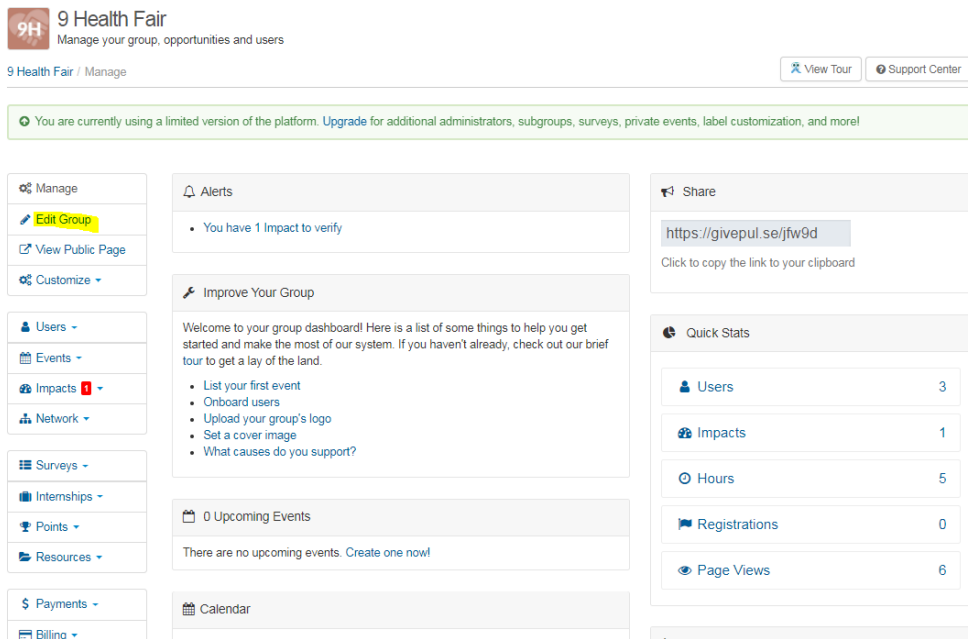 9H
9 Health Fair
Manage your group, opportunities and users
9 Health Fair / Manage
View Tour
Support Center
You are currently using a limited version of the platform. Upgrade for additional administrators, subgroups, surveys, private events, label customization, and more!
Manage
Edit Group
View Public Page
Customize
Users
Events
Impacts 1
Network
Surveys
Internships
Points
Resources
$ Payments
Billing
Alerts
You have 1 Impact to verify
Improve Your Group
Welcome to your group dashboard! Here is a list of some things to help you get
started and make the most of our system. If you haven't already, check out our brief
tour to get a lay of the land.
List your first event
Onboard users
Upload your group's logo
Set a cover image
What causes do you support?
0 Upcoming Events
There are no upcoming events. Create one now!
Calendar
Share
https://givepul.se/jfw9d
Click to copy the link to your clipboard
Quick Stats
Users 3
Impacts 1
Hours 5
Registrations 0
Page Views 6